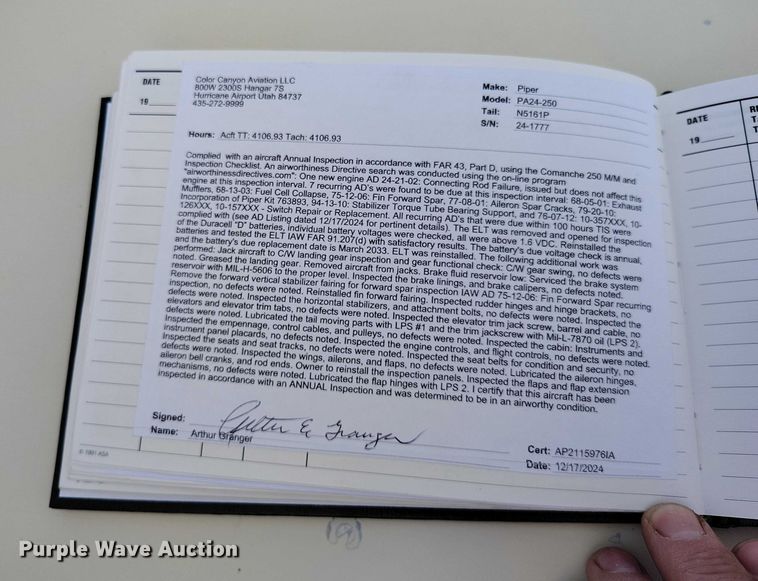 DATE
19
Color Canyon Aviation LLC
800W 2300S Hangar 7S
Hurricane Airport Utah 84737
435-272-9999
Make: Piper
Model: PA24-250
Tail: N5161P
S/N: 24-1777
Hours: Acft TT: 4106.93 Tach: 4106.93
Complied with an aircraft Annual Inspection in accordance with FAR 43, Part D, using the Comanche 250 M/M and
Inspection Checklist. An airworthiness Directive search was conducted using the on-line program
"airworthinessdirectives.com": One new engine AD 24-21-02: Connecting Rod Failure, issued but does not affect this
engine at this inspection interval. 7 recurring AD's were found to be due at this inspection interval: 68-05-01: Exhaust
Mufflers, 68-13-03: Fuel Cell Collapse, 75-12-06: Fin Forward Spar, 77-08-01: Aileron Spar Cracks, 79-20-10:
Incorporation of Piper Kit 763893, 94-13-10: Stabilizer Torque Tube Bearing Support, and 76-07-12: 10-357XXX, 10-
126XXX, 10-157XXX - Switch Repair or Replacement. All recurring AD's that were due within 100 hours TIS were
complied with (see AD Listing dated 12/17/2024 for pertinent details). The ELT was removed and opened for inspection
of the Duracell "D" batteries, individual battery voltages were checked, all were above 1.6 VDC. Reinstalled the
batteries and tested the ELT IAW FAR 91.207(d) with satisfactory results. The battery's due voltage check is annual,
and the battery's due replacement date is March 2033. ELT was reinstalled. The following additional work was
performed: Jack aircraft to C/W landing gear inspection and gear functional check: C/W gear swing, no defects were
noted. Greased the landing gear. Removed aircraft from jacks. Brake fluid reservoir low: Serviced the brake system
reservoir with MIL-H-5606 to the proper level. Inspected the brake linings, and brake calipers, no defects noted.
Remove the forward vertical stabilizer fairing for forward spar inspection IAW AD 75-12-06: Fin Forward Spar recurring
inspection, no defects were noted. Reinstalled fin forward fairing. Inspected rudder hinges and hinge brackets, no
defects were noted. Inspected the horizontal stabilizers, and attachment bolts, no defects were noted. Inspected the
elevators and elevator trim tabs, no defects were noted. Inspected the elevator trim jack screw, barrel and cable, no
defects were noted. Lubricated the tail moving parts with LPS #1 and the trim jackscrew with Mil-L-7870 oil (LPS 2).
Inspected the empennage, control cables, and pulleys, no defects were noted. Inspected the cabin: Instruments and
instrument panel placards, no defects noted. Inspected the engine controls, and flight controls, no defects were noted.
Inspected the seats and seat tracks, no defects were noted. Inspected the seat belts for condition and security, no
defects were noted. Inspected the wings, ailerons, and flaps, no defects were noted. Lubricated the aileron hinges,
aileron bell cranks, and rod ends. Owner to reinstall the inspection panels. Inspected the flaps and flap extension
mechanisms, no defects were noted. Lubricated the flap hinges with LPS 2. I certify that this aircraft has been
inspected in accordance with an ANNUAL Inspection and was determined to be in an airworthy condition.
Signed: Arthur E Granger
Name: Arthur Granger
Cert: AP2115976IA
Date: 12/17/2024
© 1991 ASA
DATE
19
Purple Wave Auction